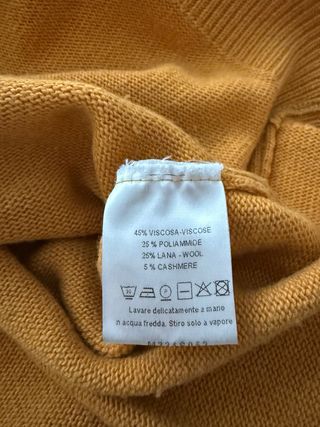 45% VISCOSA-VISCOSE
25 % POLIAMMIDE
25% LANA - WOOL
5 % CASHMERE
Lavare delicatamente a mano
in acqua fredda. Stiro solo a vapore